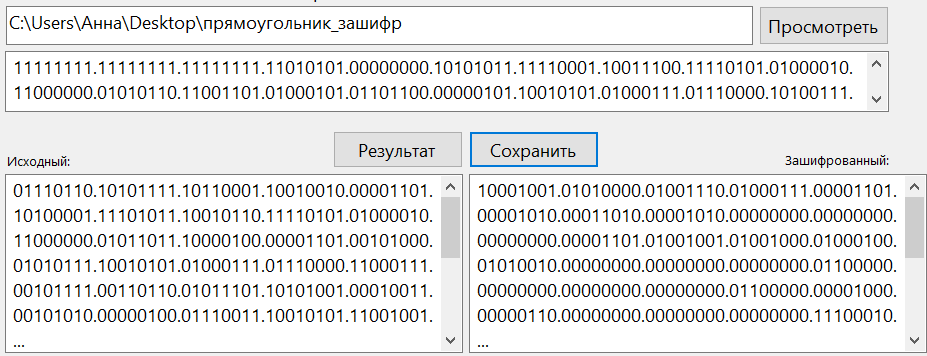 C:\Users\Анна\Desktop\прямоугольник_зашифр
Просмотреть
11111111.11111111.11111111.11010101.00000000.10101011.11110001.10011100.11110101.01000010.
11000000.01010110.11001101.01000101.01101100.00000101.10010101.01000111.01110000.10100111.
Результат
Сохранить
Исходный:
Зашифрованный:
01110110.10101111.10110001.10010010.00001101.
10100001.11101011.10010110.11110101.01000010.
11000000.01011011.10000100.00001101.00101000.
01010111.10010101.01000111.01110000.11000111.
00101111.00110110.01011101.10101001.00010011.
00101010.00000100.01110011.10010101.11001001.
...
10001001.01010000.01001110.01000111.00001101.
00001010.00011010.00001010.00000000.00000000.
00000000.00001101.01001001.01001000.01000100.
01010010.00000000.00000000.00000000.01100000.
00000000.00000000.00000000.01100000.00001000.
00000110.00000000.00000000.00000000.11100010.
...